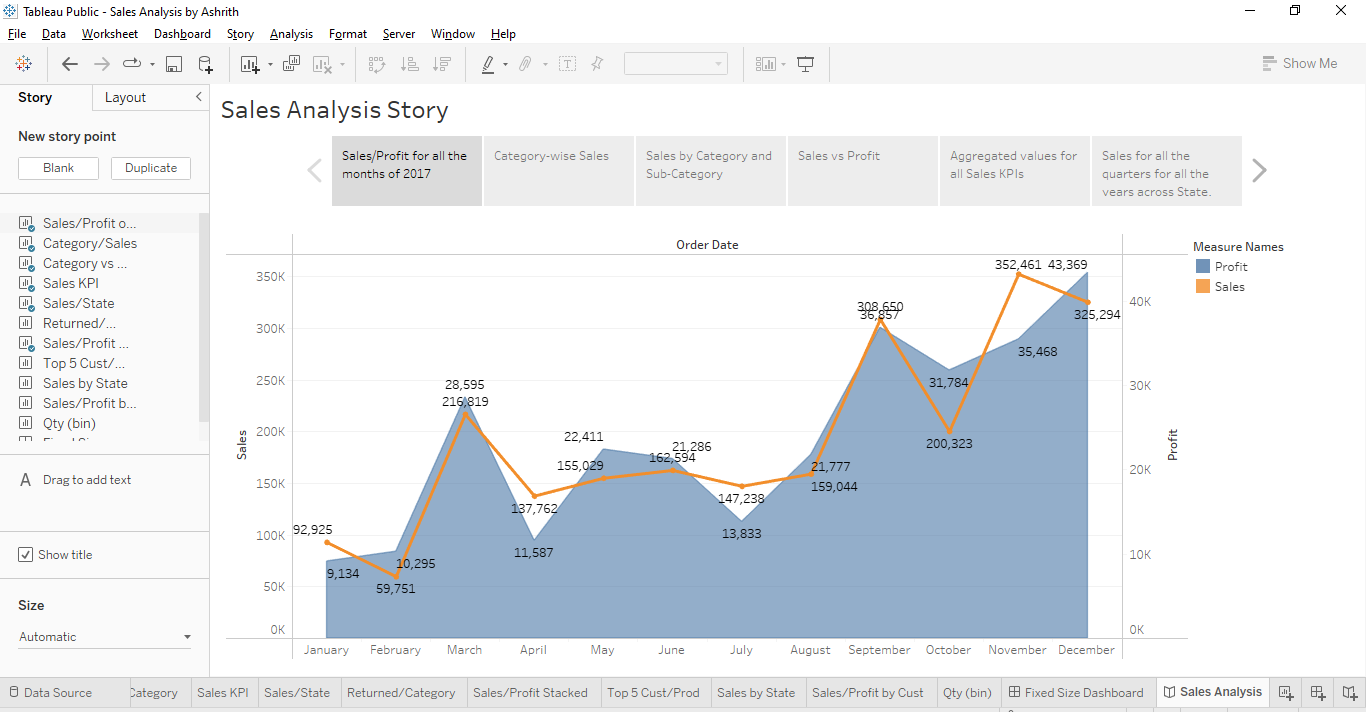 Tableau Public - Sales Analysis by Ashrith
File Data Worksheet Dashboard Story Analysis Format Server Window Help
Show Me
Story Layout
New story point
Blank Duplicate
Sales/Profit o...
Category/Sales
Category vs ...
Sales KPI
Sales/State
Returned/...
Sales/Profit ...
Top 5 Cust/...
Sales by State
Sales/Profit b...
Qty (bin)
A Drag to add text
Show title
Size
Automatic
Sales Analysis Story
Sales/Profit for all the
months of 2017
Category-wise Sales
Sales by Category and
Sub-Category
Sales vs Profit
Aggregated values for
all Sales KPIs
Sales for all the
quarters for all the
years across State.
Order Date
Sales
350K
300K
250K
200K
150K
100K
50K
0K
92,925
9,134
10,295
59,751
28,595
216,819
137,762
11,587
22,411
155,029
21,286
162,594
147,238
13,833
21,777
159,044
308,650
36,857
31,784
200,323
352,461
35,468
43,369
325,294
Profit
40K
30K
20K
10K
0K
January February March April May June July August September October November December
Measure Names
Profit
Sales
Data Source Category Sales KPI Sales/State Returned/Category Sales/Profit Stacked Top 5 Cust/Prod Sales by State Sales/Profit by Cust Qty (bin) Fixed Size Dashboard Sales Analysis